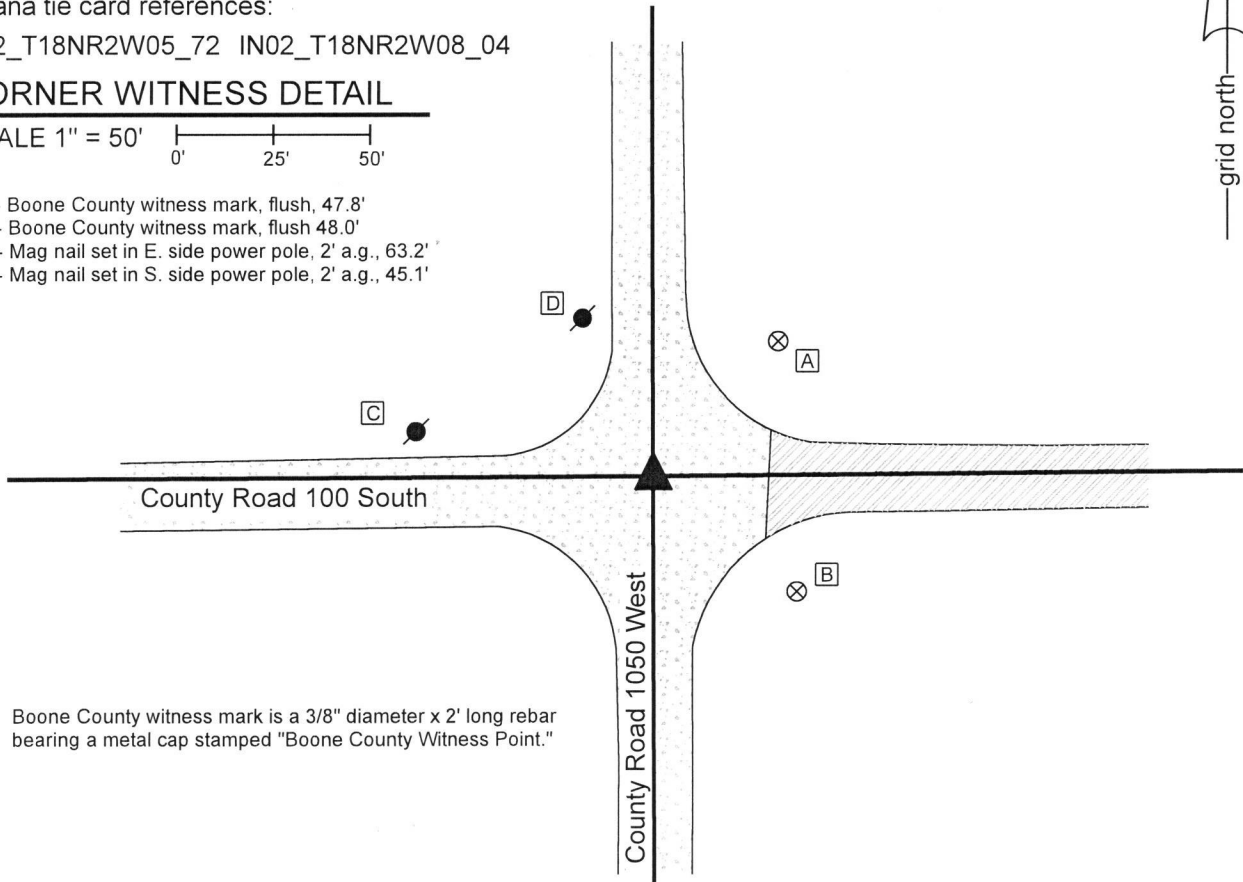 ana tie card references:
2_T18NR2W05_72 IN02_T18NR2W08_04
ORNER WITNESS DETAIL
ALE 1" = 50'
0' 25' 50'
- Boone County witness mark, flush, 47.8'
- Boone County witness mark, flush 48.0'
- Mag nail set in E. side power pole, 2' a.g., 63.2'
- Mag nail set in S. side power pole, 2' a.g., 45.1'
grid north
D
A
C
County Road 100 South
B
County Road 1050 West
Boone County witness mark is a 3/8" diameter x 2' long rebar
bearing a metal cap stamped "Boone County Witness Point."